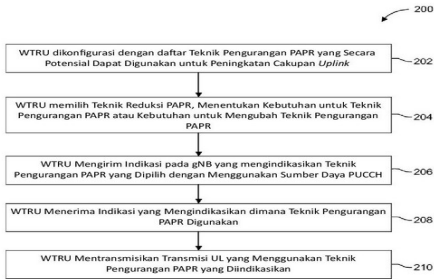 200
WTRU dikonfigurasi dengan daftar Teknik Pengurangan PAPR yang Secara
Potensial Dapat Digunakan untuk Peningkatan Cakupan Uplink
202
WTRU memilih Teknik Reduksi PAPR, Menentukan Kebutuhan untuk Teknik
Pengurangan PAPR atau Kebutuhan untuk Mengubah Teknik Pengurangan
PAPR
204
WTRU Mengirim Indikasi pada gNB yang mengindikasikan Teknik
Pengurangan PAPR yang Dipilih dengan Menggunakan Sumber Daya PUCCH
206
WTRU Menerima Indikasi yang Mengindikasikan dimana Teknik Pengurangan
PAPR Digunakan
208
WTRU Mentransmisikan Transmisi UL yang Menggunakan Teknik
Pengurangan PAPR yang Diindikasikan
210